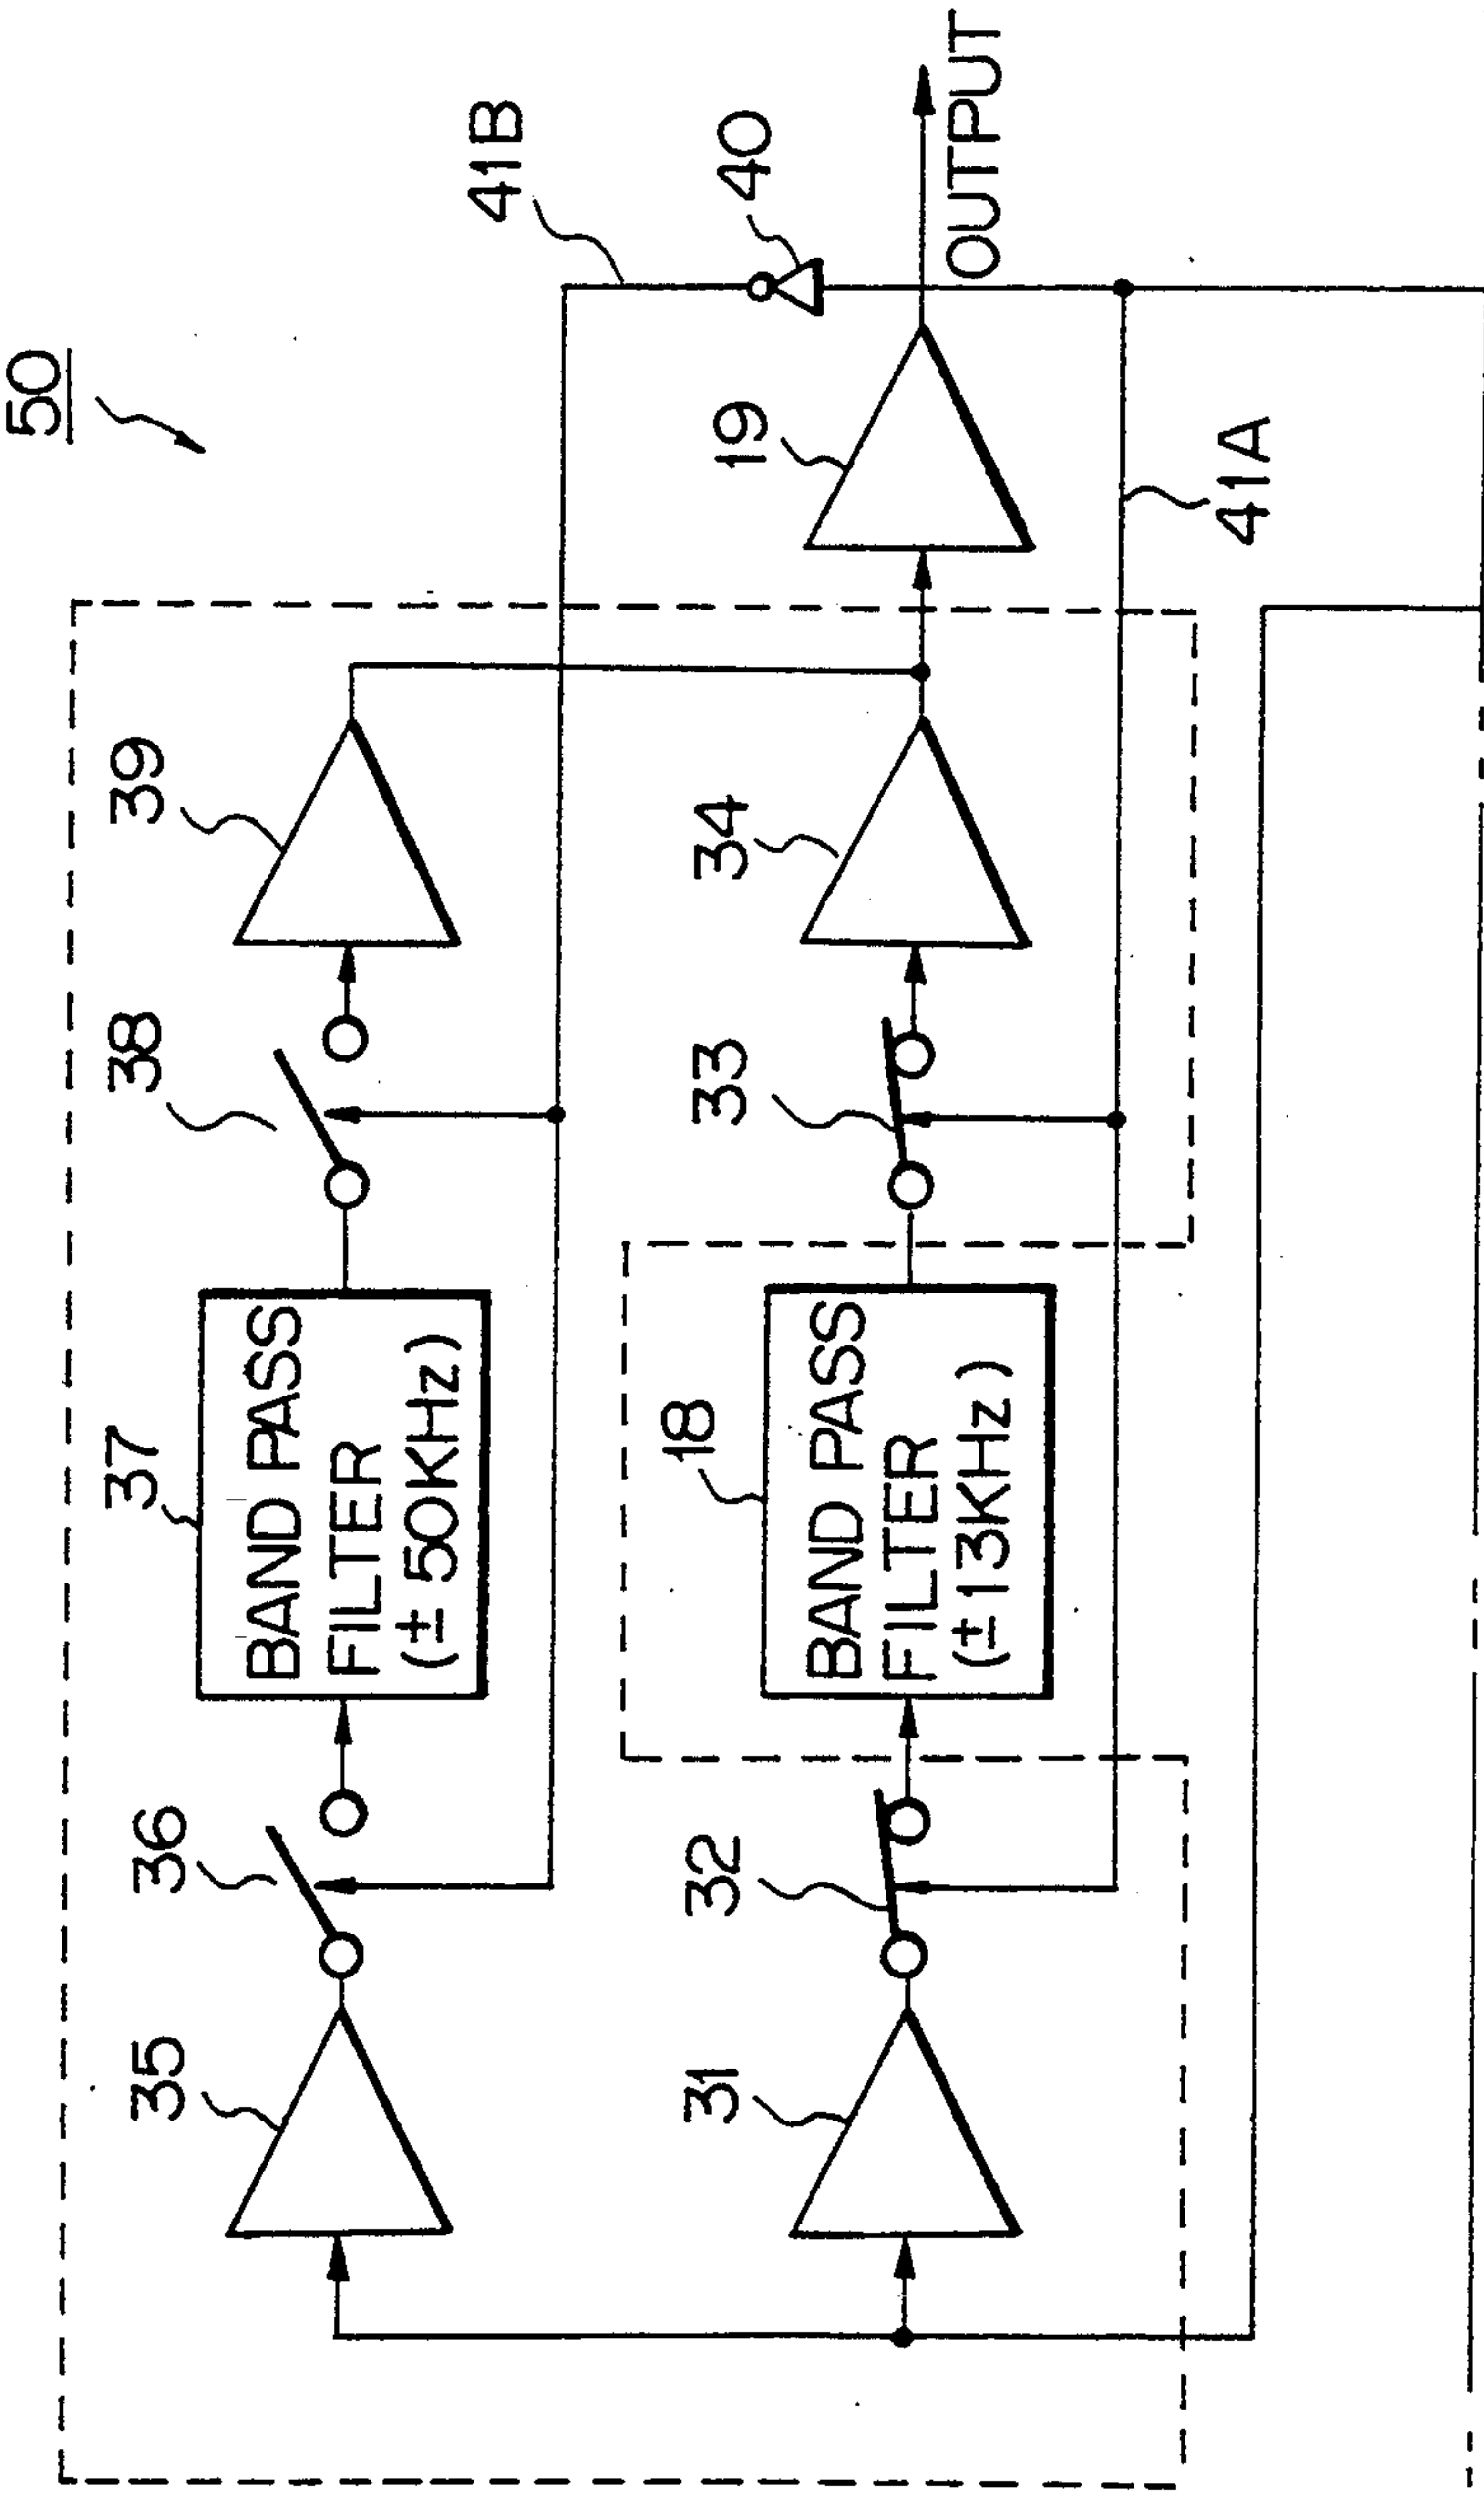 50
41B
40
OUTPUT
39
38
37
36
35
BAND PASS
FILTER
(±50KHz)
19
34
33
18
32
31
BAND PASS
FILTER
(±13KHz)
41A